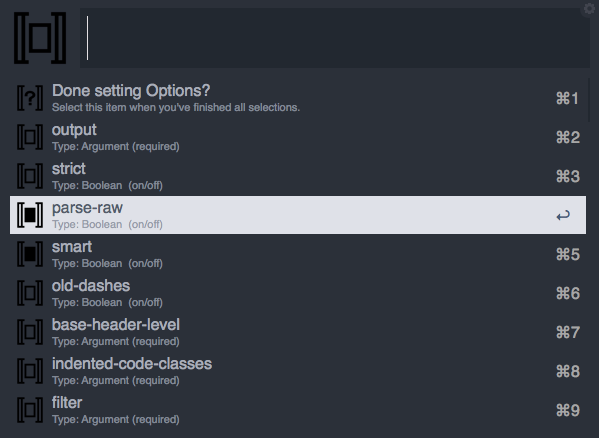 Done setting Options?
Select this item when you've finished all selections.
⌘1
output
Type: Argument (required)
⌘2
strict
Type: Boolean (on/off)
⌘3
parse-raw
Type: Boolean (on/off)
↩
smart
Type: Boolean (on/off)
⌘5
old-dashes
Type: Boolean (on/off)
⌘6
base-header-level
Type: Argument (required)
⌘7
indented-code-classes
Type: Argument (required)
⌘8
filter
Type: Argument (required)
⌘9